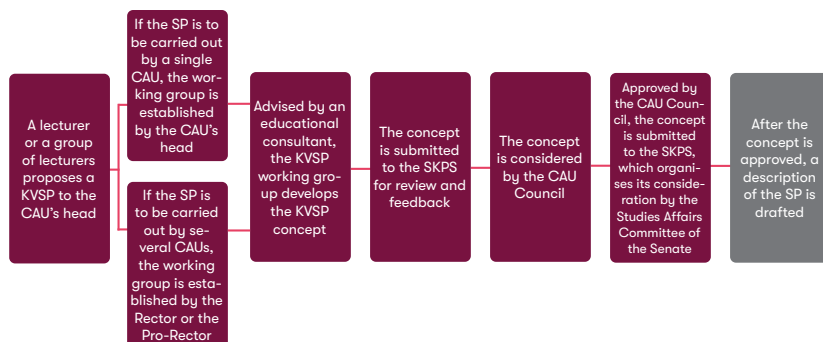 A lecturer
or a group
of lecturers
proposes a
KVSP to the
CAU's head
If the SP is to
be carried out
by a single
CAU, the wor-
king group is
established
by the CAU's
head
If the SP is
to be carried
out by se-
veral CAUs,
the working
group is esta-
blished by the
Rector or the
Pro-Rector
Advised by an
educational
consultant,
the KVSP
working gro-
up develops
the KVSP
concept
The concept
is submitted
to the SKPS
for review and
feedback
The concept
is considered
by the CAU
Council
Approved by
the CAU Coun-
cil, the concept
is submitted
to the SKPS,
which organi-
ses its conside-
ration by the
Studies Affairs
Committee of
the Senate
After the
concept is
approved, a
description
of the SP is
drafted